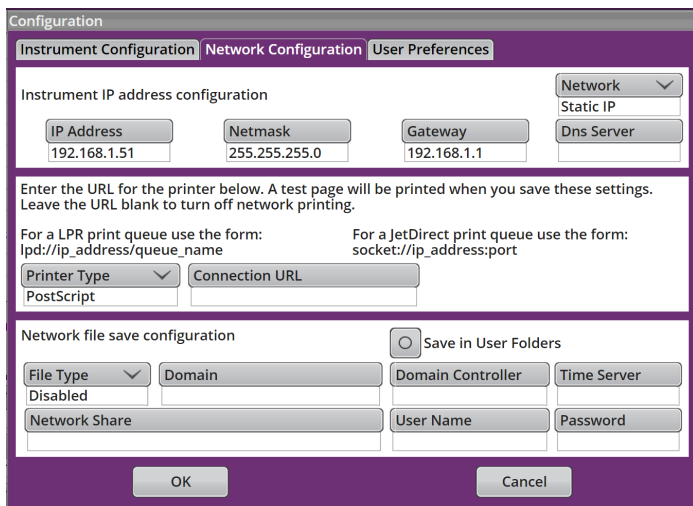 Configuration
Instrument Configuration Network Configuration User Preferences
Instrument IP address configuration
Network
Static IP
IP Address Netmask Gateway Dns Server
192.168.1.51 255.255.255.0 192.168.1.1
Enter the URL for the printer below. A test page will be printed when you save these settings.
Leave the URL blank to turn off network printing.
For a LPR print queue use the form:
lpd://ip_address/queue_name
For a JetDirect print queue use the form:
socket://ip_address:port
Printer Type Connection URL
PostScript
Network file save configuration
Save in User Folders
File Type Domain Domain Controller Time Server
Disabled
Network Share User Name Password
OK Cancel